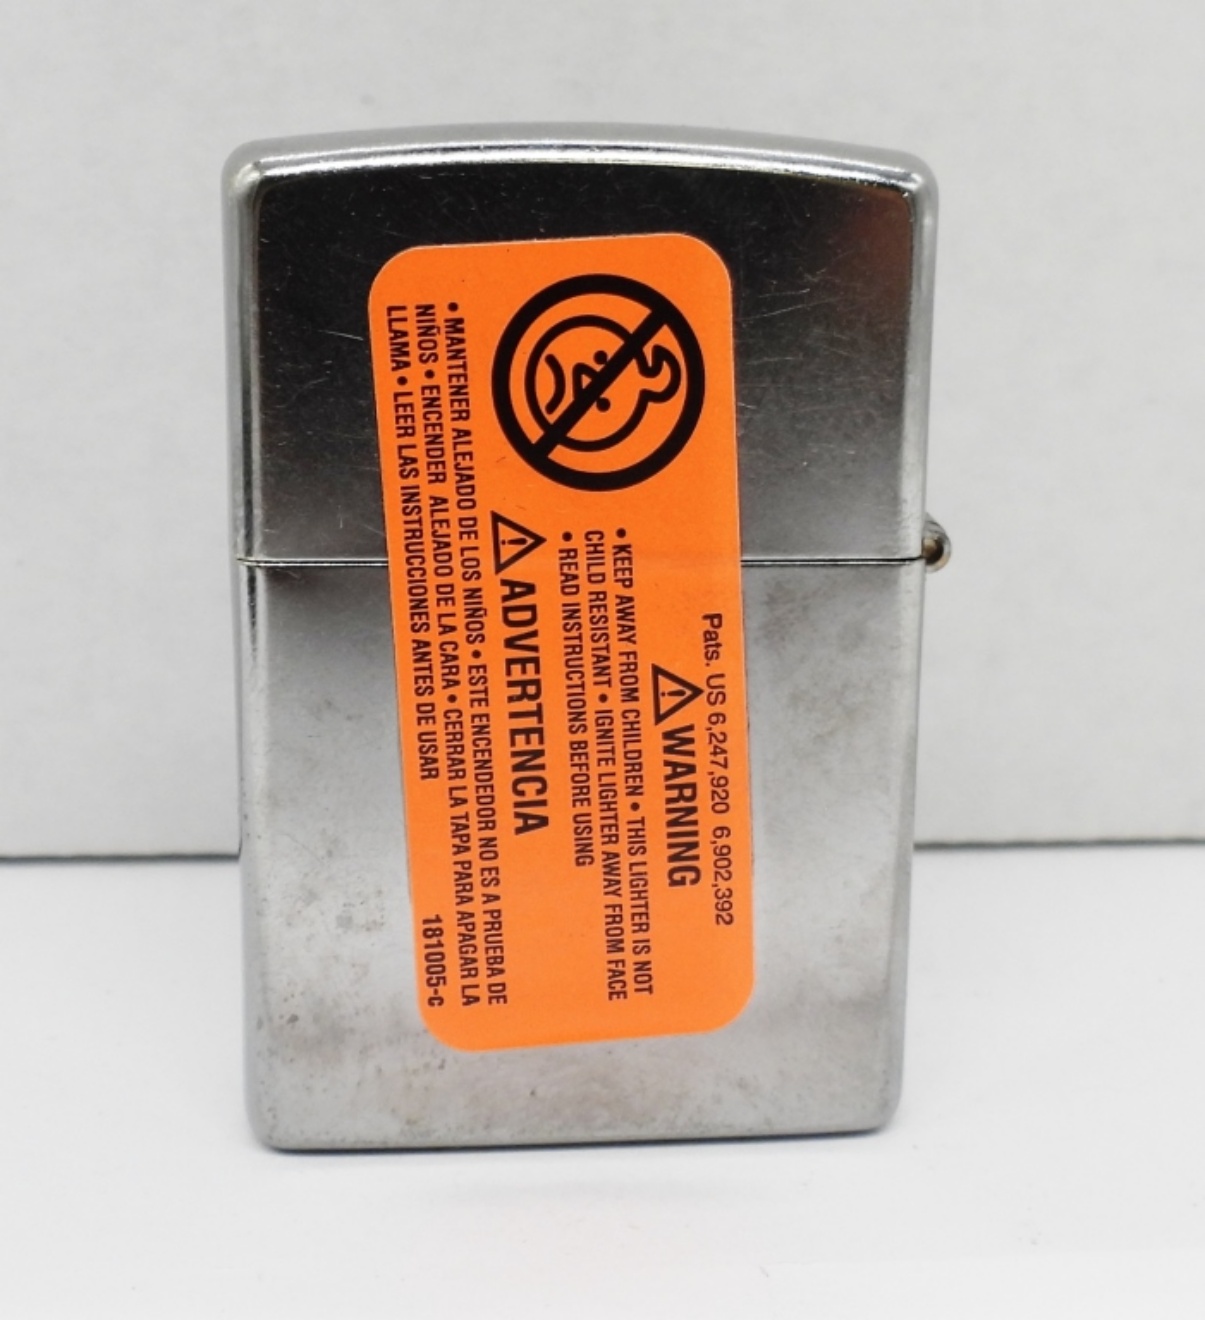 Pats. US 6,247,920 6,902,392
WARNING
• KEEP AWAY FROM CHILDREN • THIS LIGHTER IS NOT
CHILD RESISTANT • IGNITE LIGHTER AWAY FROM FACE
• READ INSTRUCTIONS BEFORE USING
ADVERTENCIA
• MANTENER ALEJADO DE LOS NIÑOS • ESTE ENCENDEDOR NO ES A PRUEBA DE
NIÑOS • ENCENDER ALEJADO DE LA CARA • CERRAR LA TAPA PARA APAGAR LA
LLAMA • LEER LAS INSTRUCCIONES ANTES DE USAR 181005-c